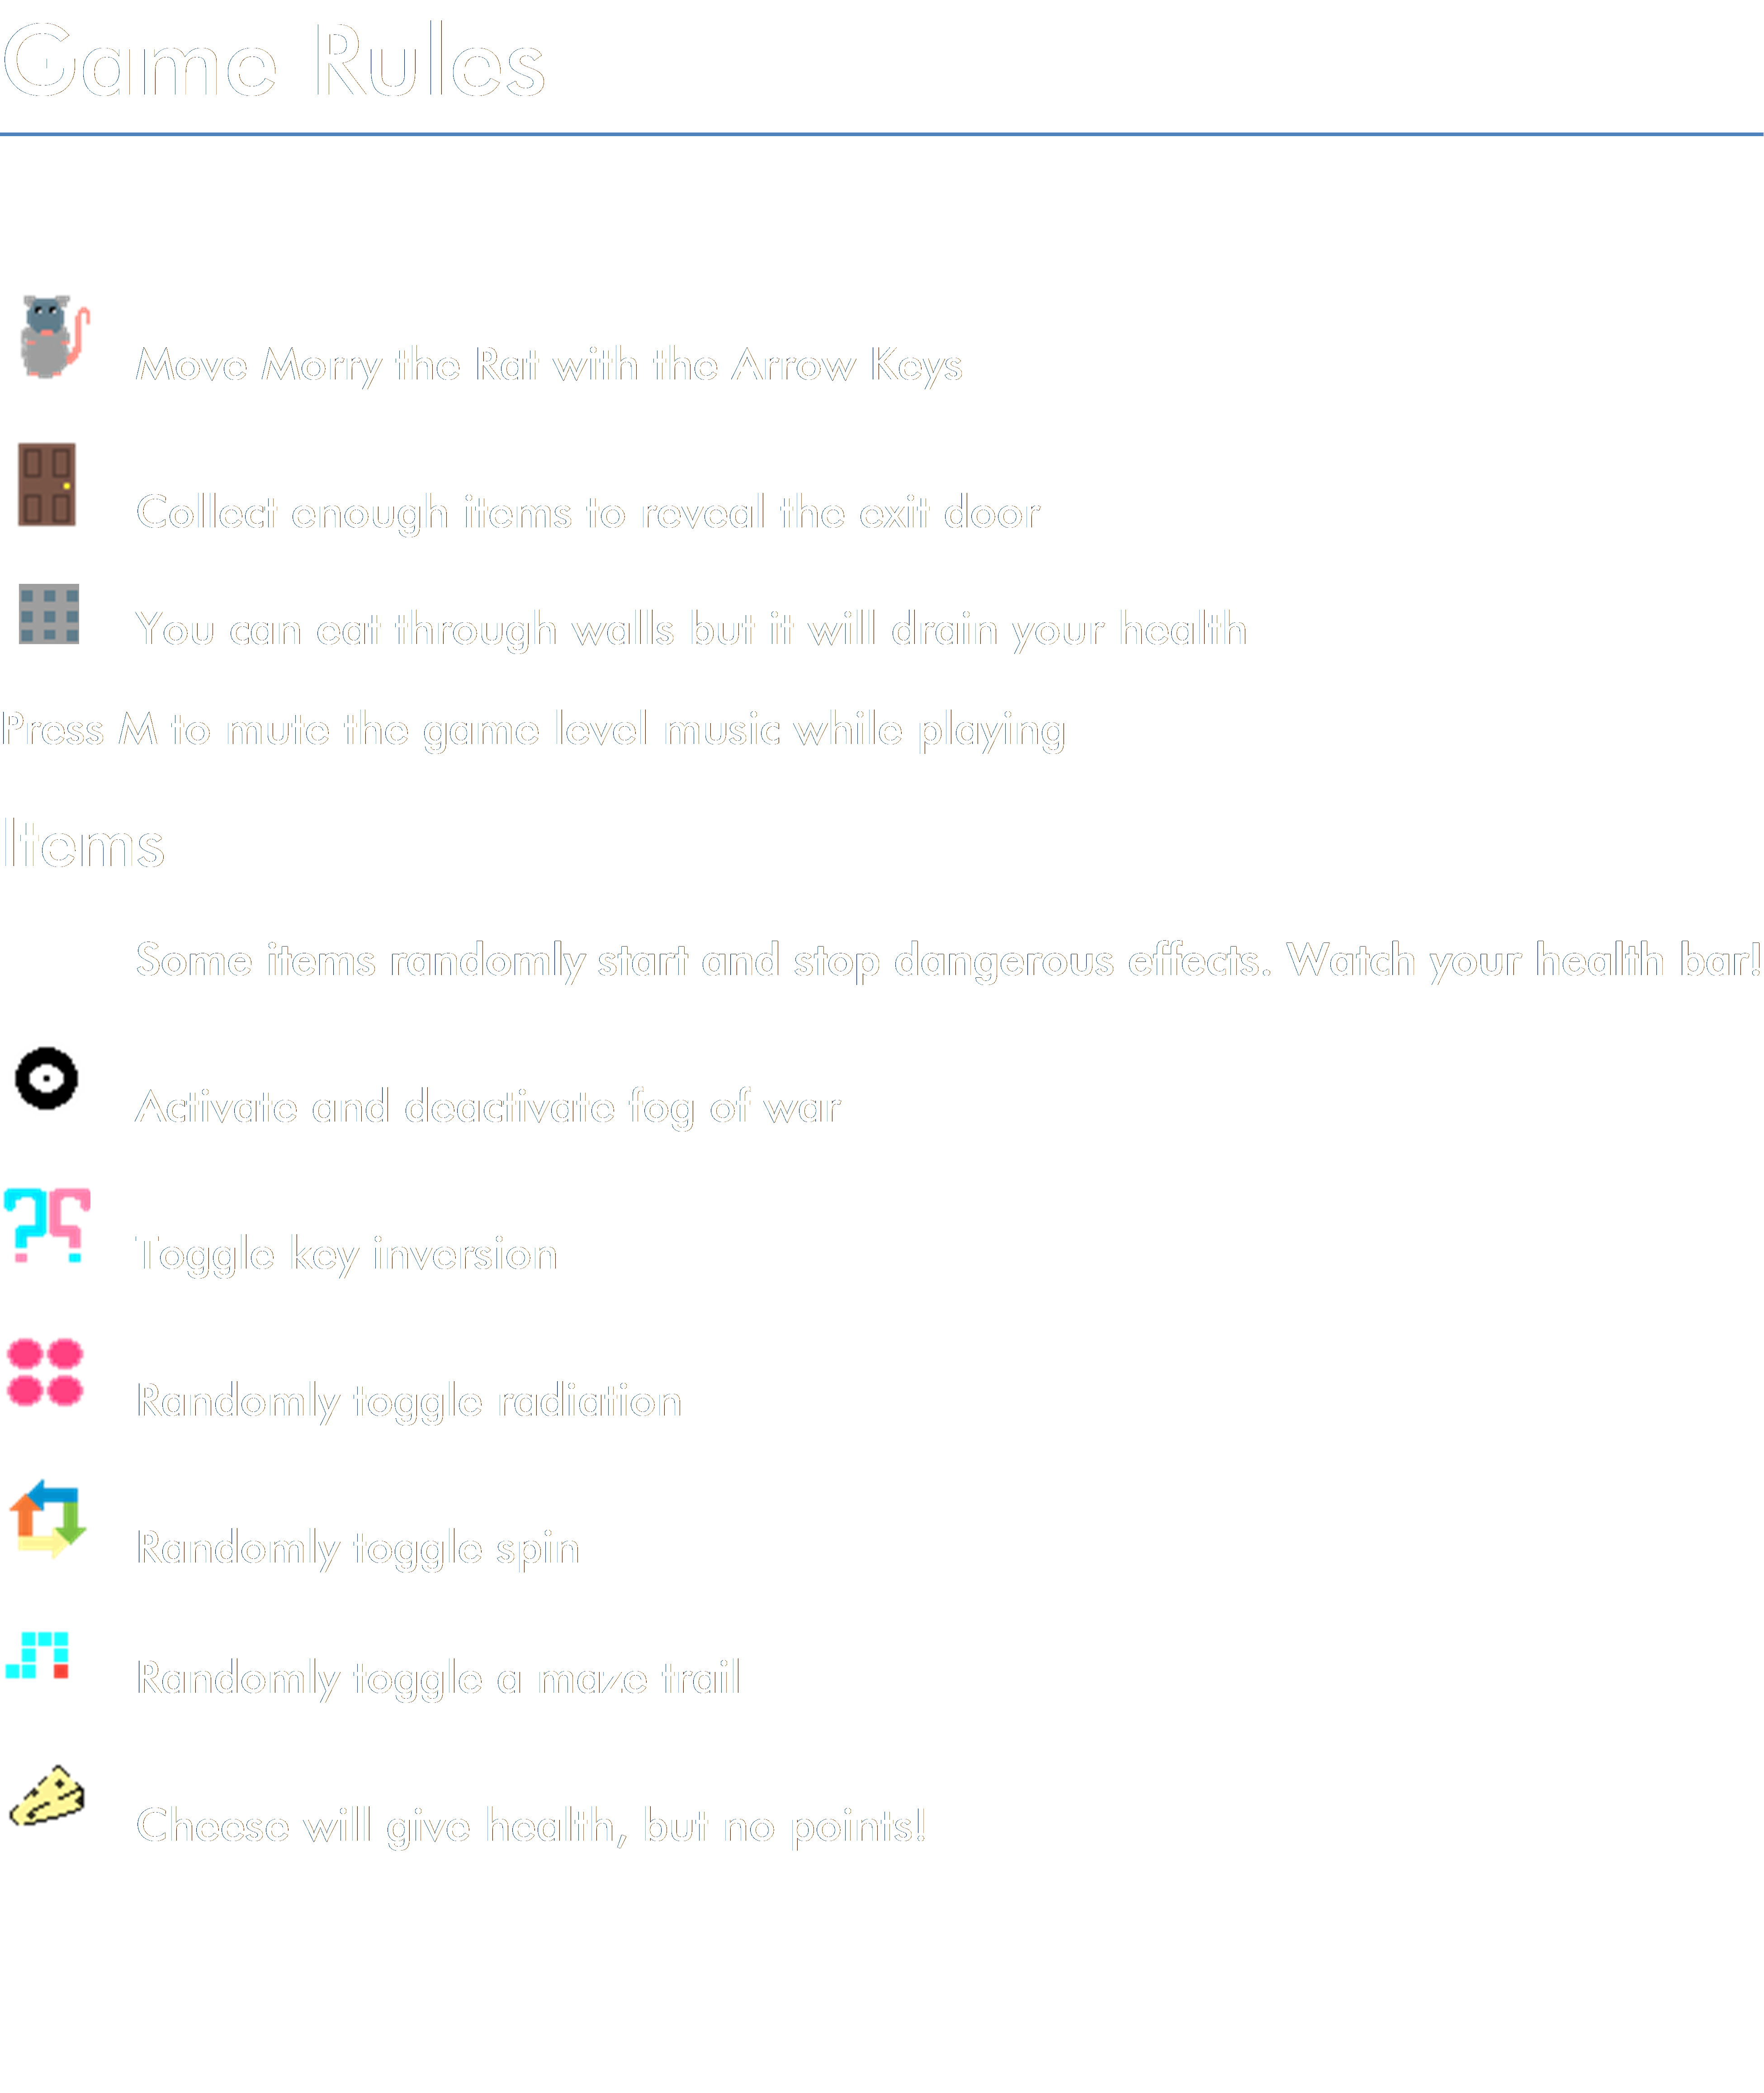 Game Rules
Move Morry the Rat with the Arrow Keys
Collect enough items to reveal the exit door
You can eat through walls but it will drain your health
Press M to mute the game level music while playing
Items
Some items randomly start and stop dangerous effects. Watch your health bar!
Activate and deactivate fog of war
Toggle key inversion
Randomly toggle radiation
Randomly toggle spin
Randomly toggle a maze trail
Cheese will give health, but no points!